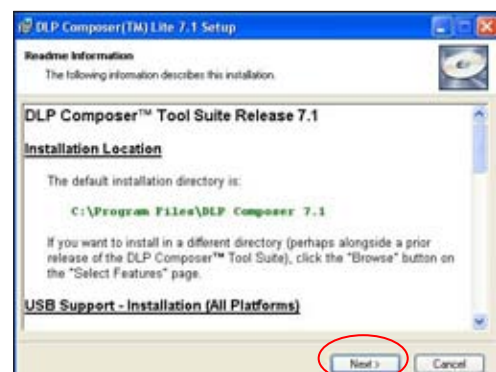 DLP Composer(TM) Lite 7.1 Setup
Readme Information
The following information describes this installation.
DLP Composer™ Tool Suite Release 7.1
Installation Location
The default installation directory is:
C:\Program Files\DLP Composer 7.1
If you want to install in a different directory (perhaps alongside a prior
release of the DLP Composer™ Tool Suite), click the "Browse" button on
the "Select Features" page.
USB Support - Installation (All Platforms)
Next >
Cancel